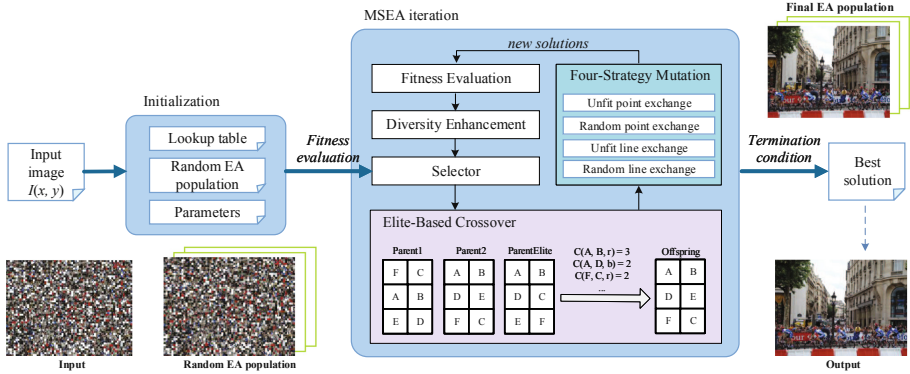 Input
image
I(x, y)
Initialization
Lookup table
Random EA
population
Parameters
Input
Random EA population
Fitness
evaluation
MSEA iteration
new solutions
Fitness Evaluation
Diversity Enhancement
Selector
Four-Strategy Mutation
Unfit point exchange
Random point exchange
Unfit line exchange
Random line exchange
Elite-Based Crossover
Parent1
F C
A B
E D
Parent2
A B
D E
F C
ParentElite
A B
D C
E F
C(A, B, r) = 3
C(A, D, b) = 2
C(F, C, r) = 2
...
Offspring
A B
D E
F C
Termination
condition
Final EA population
Best
solution
Output